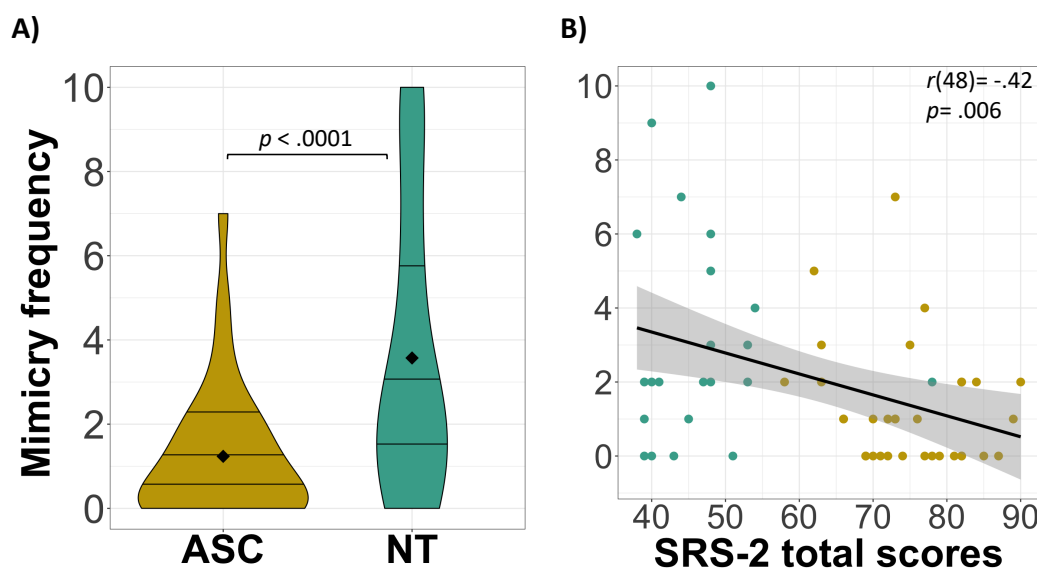 A)
Mimicry frequency
10
8
6
4
2
0
p < .0001
ASC
NT
B)
10
8
6
4
2
0
r(48)= -.42
p= .006
40 50 60 70 80 90
SRS-2 total scores